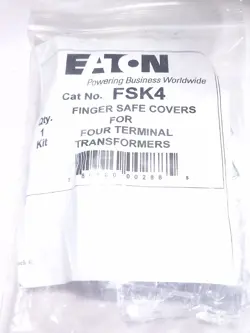 EATON
Powering Business Worldwide
Cat No. FSK4
FINGER SAFE COVERS
Qty. FOR
1 FOUR TERMINAL
Kit TRANSFORMERS